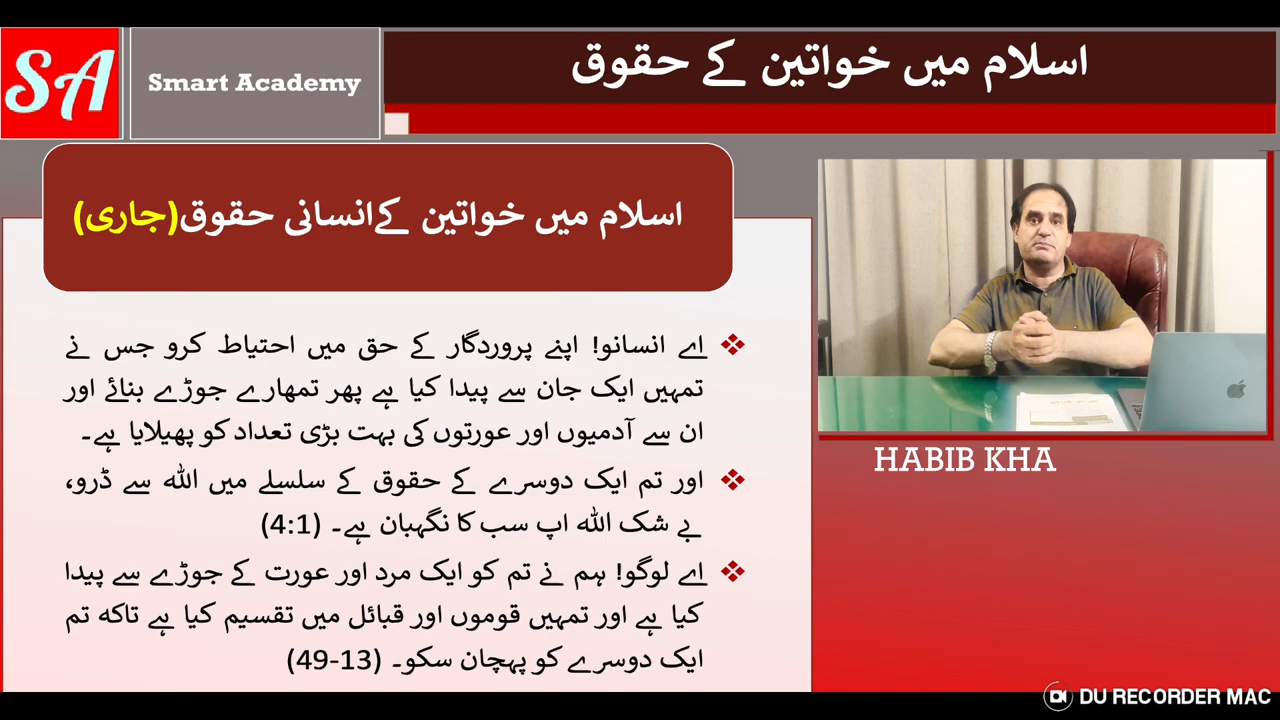 SA
Smart Academy
اسلام میں خواتین کے حقوق
اسلام میں خواتین کےانسانی حقوق(جاری)
اے انسانو! اپنے پروردگار کے حق میں احتیاط کرو جس نے
تمہیں ایک جان سے پیدا کیا ہے پھر تمھارے جوڑے بنائے اور
ان سے آدمیوں اور عورتوں کی بہت بڑی تعداد کو پھیلایا ہے۔
اور تم ایک دوسرے کے حقوق کے سلسلے میں اللہ سے ڈرو،
بے شک اللہ اپ سب کا نگہبان ہے۔ (4:1)
اے لوگو! ہم نے تم کو ایک مرد اور عورت کے جوڑے سے پیدا
کیا ہے اور تمہیں قوموں اور قبائل میں تقسیم کیا ہے تاکہ تم
ایک دوسرے کو پہچان سکو۔ (49-13)
HABIB KHA
DU RECORDER MAC